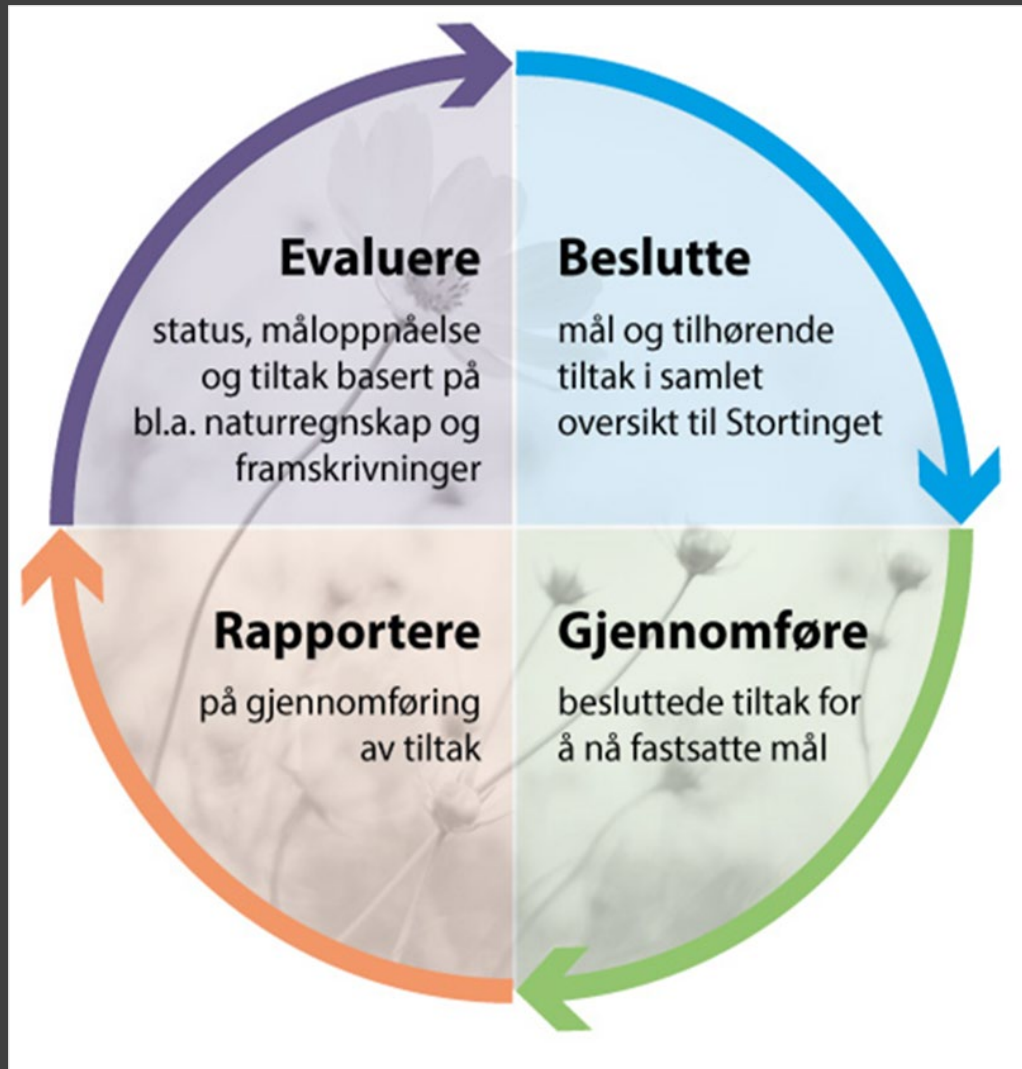 Evaluere
status, måloppnåelse
og tiltak basert på
bl.a. naturregnskap og
framskrivninger
Beslutte
mål og tilhørende
tiltak i samlet
oversikt til Stortinget
Rapportere
på gjennomføring
av tiltak
Gjennomføre
besluttede tiltak for
å nå fastsatte mål